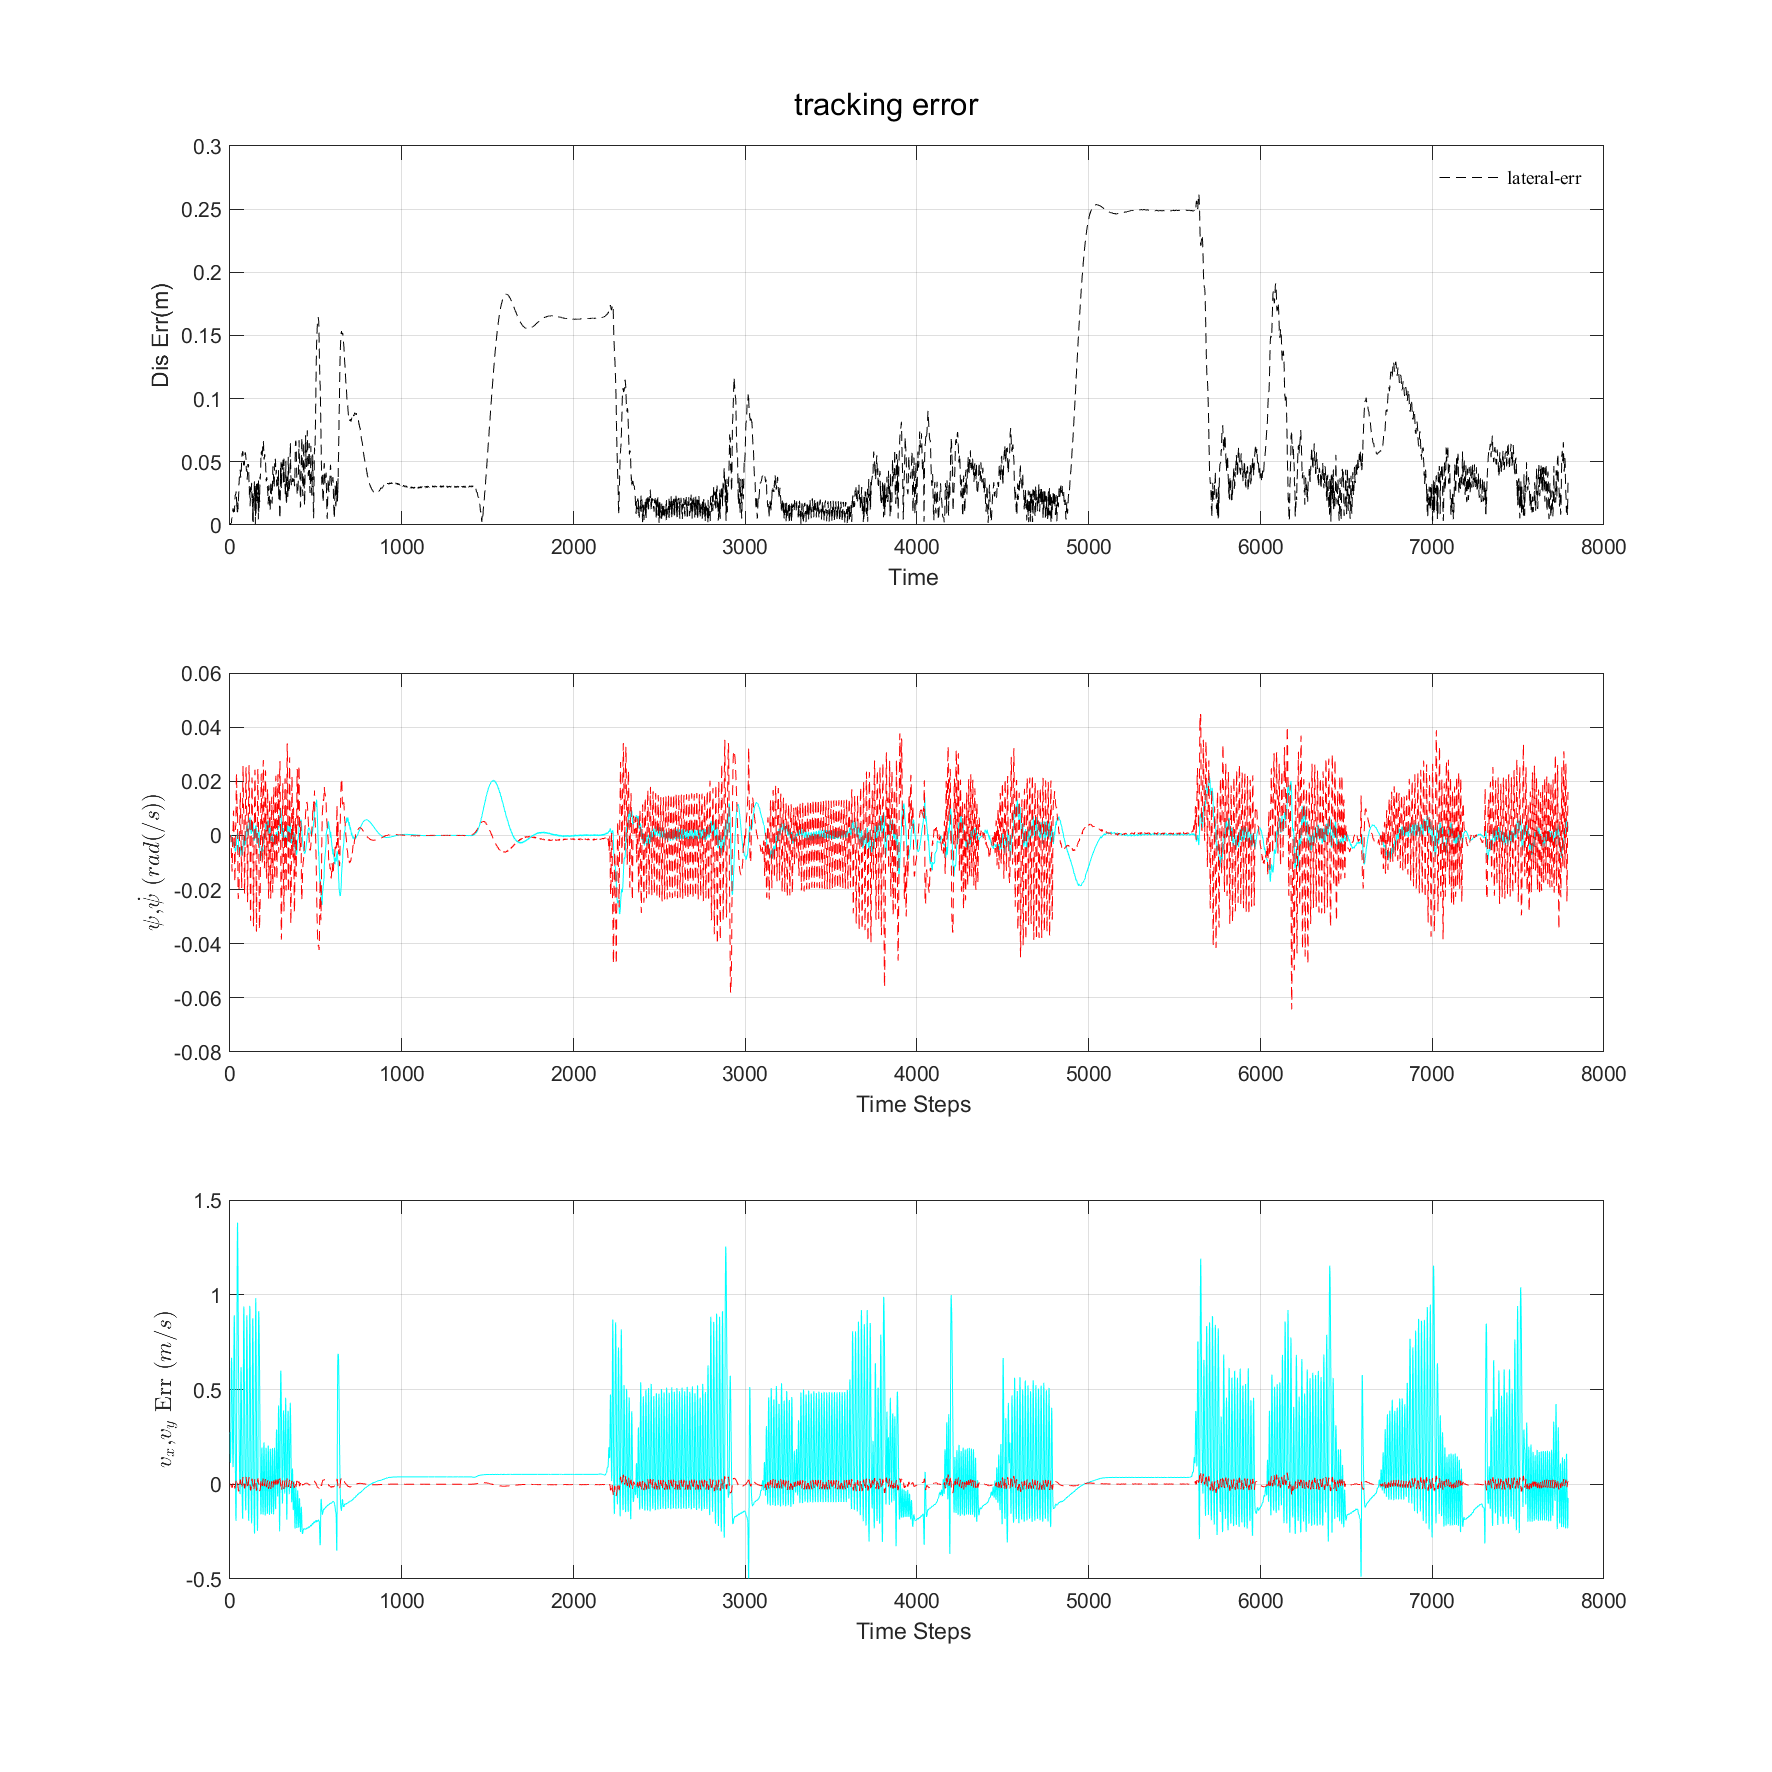 tracking error
0.3
0.25
0.2
0.15
0.1
0.05
0
Dis Err(m)
lateral-err
0 1000 2000 3000 4000 5000 6000 7000 8000
Time
0.06
0.04
0.02
0
-0.02
-0.04
-0.06
-0.08
ψ,ψ̇ (rad(/s))
0 1000 2000 3000 4000 5000 6000 7000 8000
Time Steps
1.5
1
0.5
0
-0.5
v_x,v_y Err (m/s)
0 1000 2000 3000 4000 5000 6000 7000 8000
Time Steps